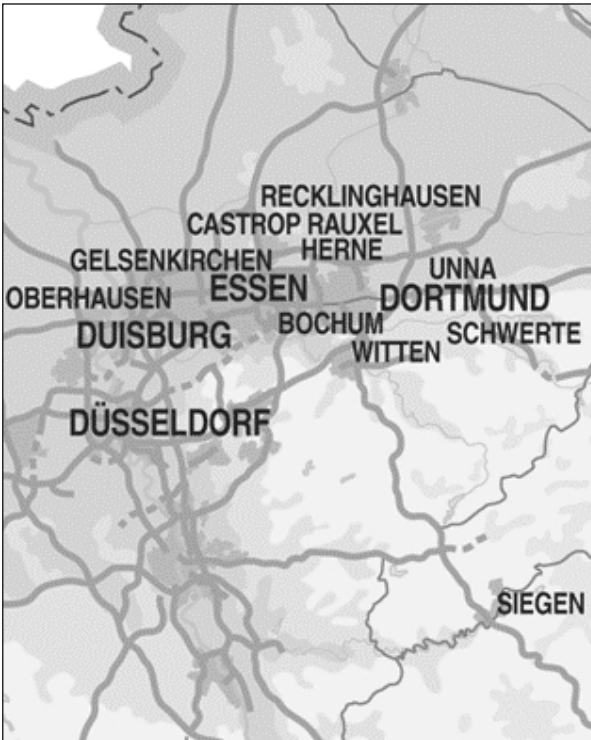 RECKLINGHAUSEN
CASTROP RAUXEL
HERNE
GELSENKIRCHEN
UNNA
OBERHAUSEN
ESSEN
DORTMUND
DUISBURG
BOCHUM
SCHWERTE
WITTEN
DÜSSELDORF
SIEGEN